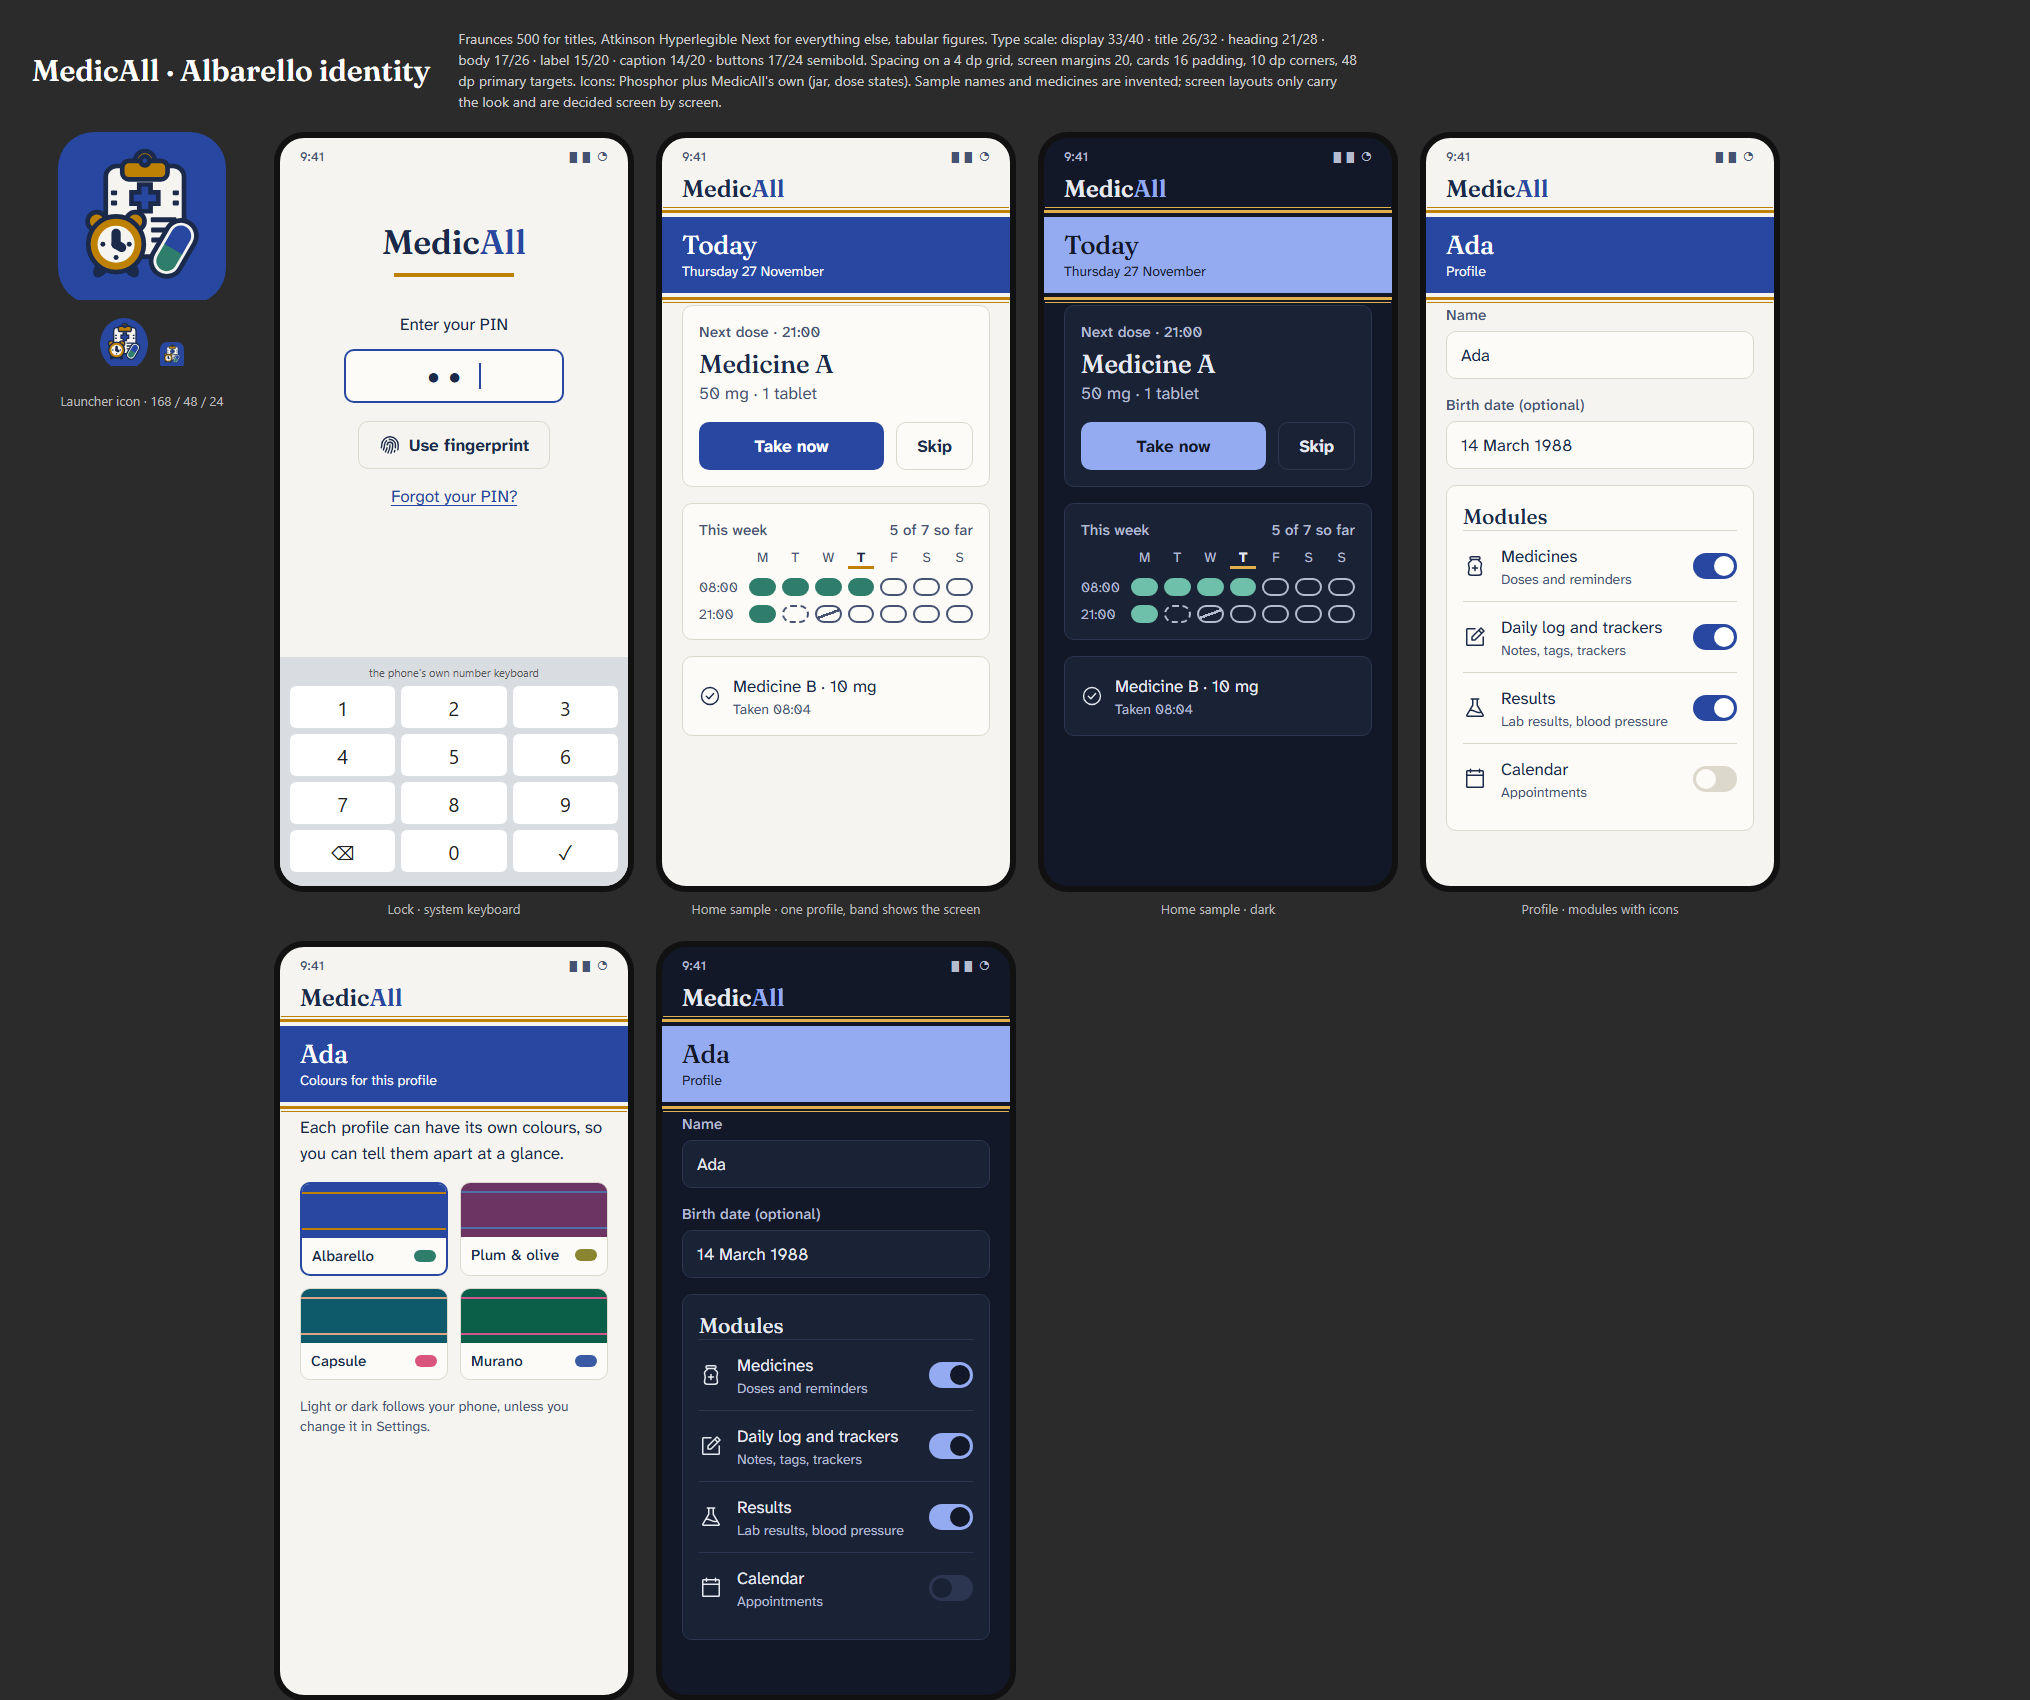 MedicAll · Albarello identity
Fraunces 500 for titles, Atkinson Hyperlegible Next for everything else, tabular figures. Type scale: display 33/40 · title 26/32 · heading 21/28 ·
body 17/26 · label 15/20 · caption 14/20 · buttons 17/24 semibold. Spacing on a 4 dp grid, screen margins 20, cards 16 padding, 10 dp corners, 48
dp primary targets. Icons: Phosphor plus MedicAll's own (jar, dose states). Sample names and medicines are invented; screen layouts only carry
the look and are decided screen by screen.
Launcher icon · 168 / 48 / 24
9:41
MedicAll
Enter your PIN
Use fingerprint
Forgot your PIN?
the phone's own number keyboard
1 2 3
4 5 6
7 8 9
0
Lock · system keyboard
9:41
MedicAll
Today
Thursday 27 November
Next dose · 21:00
Medicine A
50 mg · 1 tablet
Take now Skip
This week 5 of 7 so far
M T W T F S S
08:00
21:00
Medicine B · 10 mg
Taken 08:04
Home sample · one profile, band shows the screen
9:41
MedicAll
Today
Thursday 27 November
Next dose · 21:00
Medicine A
50 mg · 1 tablet
Take now Skip
This week 5 of 7 so far
M T W T F S S
08:00
21:00
Medicine B · 10 mg
Taken 08:04
Home sample · dark
9:41
MedicAll
Ada
Profile
Name
Ada
Birth date (optional)
14 March 1988
Modules
Medicines
Doses and reminders
Daily log and trackers
Notes, tags, trackers
Results
Lab results, blood pressure
Calendar
Appointments
Profile · modules with icons
9:41
MedicAll
Ada
Colours for this profile
Each profile can have its own colours, so
you can tell them apart at a glance.
Albarello
Plum & olive
Capsule
Murano
Light or dark follows your phone, unless you
change it in Settings.
9:41
MedicAll
Ada
Profile
Name
Ada
Birth date (optional)
14 March 1988
Modules
Medicines
Doses and reminders
Daily log and trackers
Notes, tags, trackers
Results
Lab results, blood pressure
Calendar
Appointments